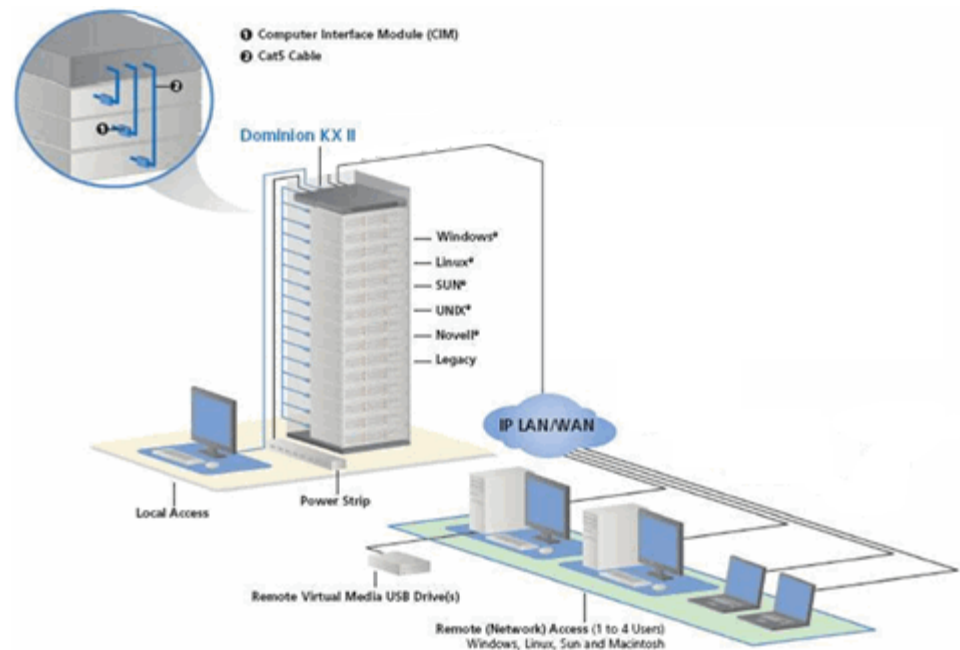 ❶ Computer Interface Module (CIM)
❷ Cat5 Cable
❷
❶
Dominion KX II
Windows®
Linux®
SUN®
UNIX®
Novell®
Legacy
IP LAN/WAN
Power Strip
Local Access
Remote Virtual Media USB Drive(s)
Remote (Network) Access (1 to 4 Users)
Windows, Linux, Sun and Macintosh